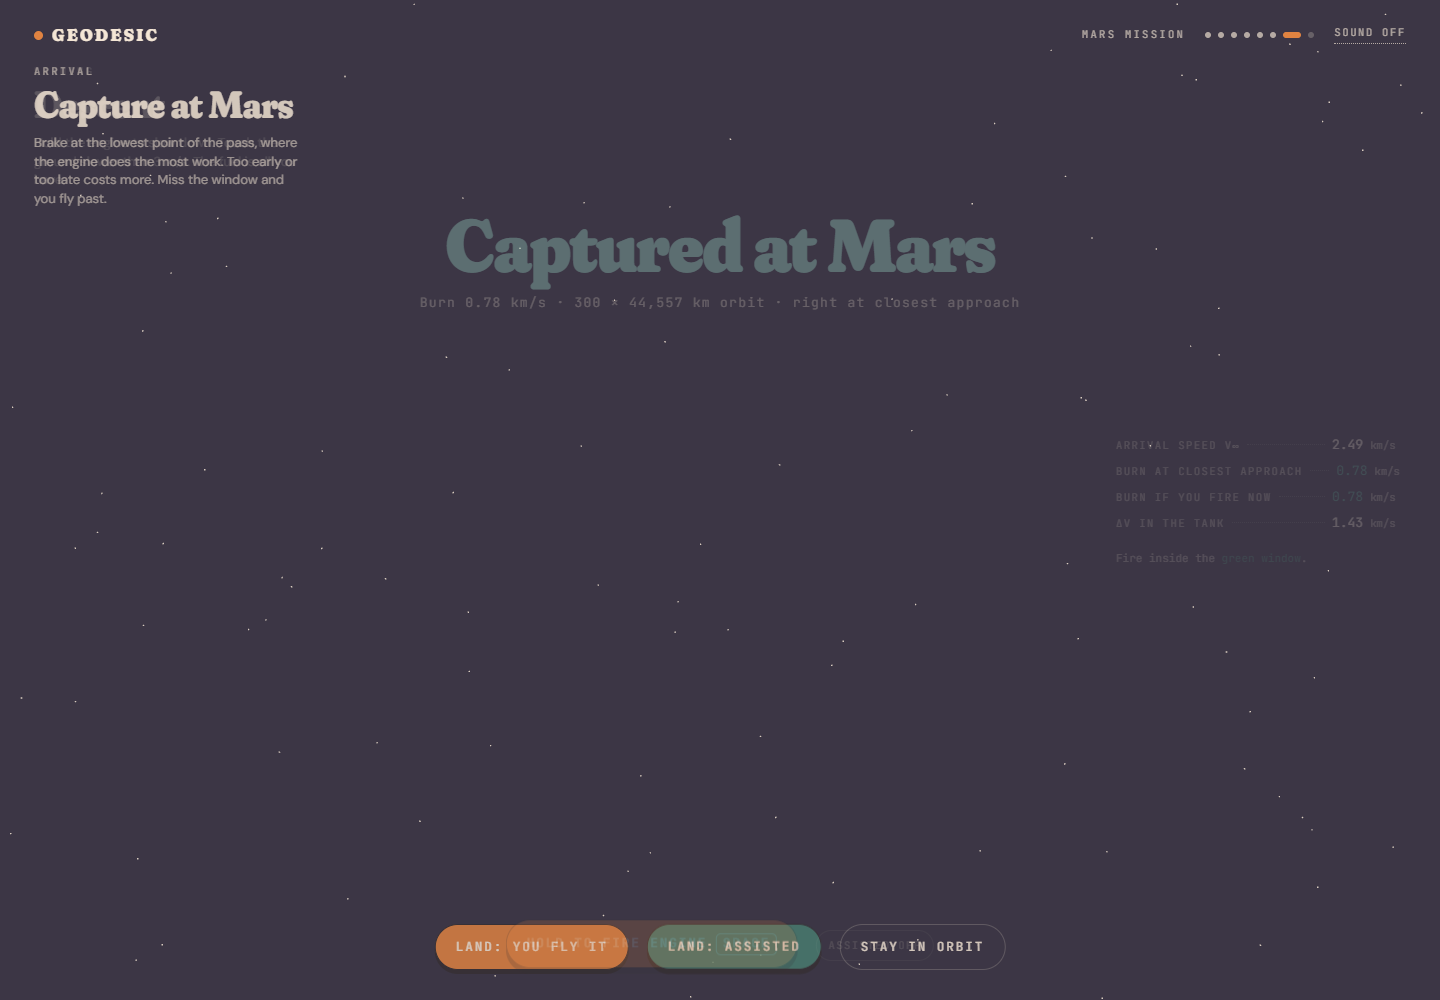 GEODESIC
MARS MISSION
SOUND OFF
ARRIVAL
Capture at Mars
Brake at the lowest point of the pass, where
the engine does the most work. Too early or
too late costs more. Miss the window and
you fly past.
Captured at Mars
Burn 0.78 km/s · 300 × 44,557 km orbit · right at closest approach
ARRIVAL SPEED V∞ 2.49 km/s
BURN AT CLOSEST APPROACH 0.78 km/s
BURN IF YOU FIRE NOW 0.78 km/s
ΔV IN THE TANK 1.43 km/s
Fire inside the green window.
LAND: YOU FLY IT
LAND: ASSISTED
STAY IN ORBIT